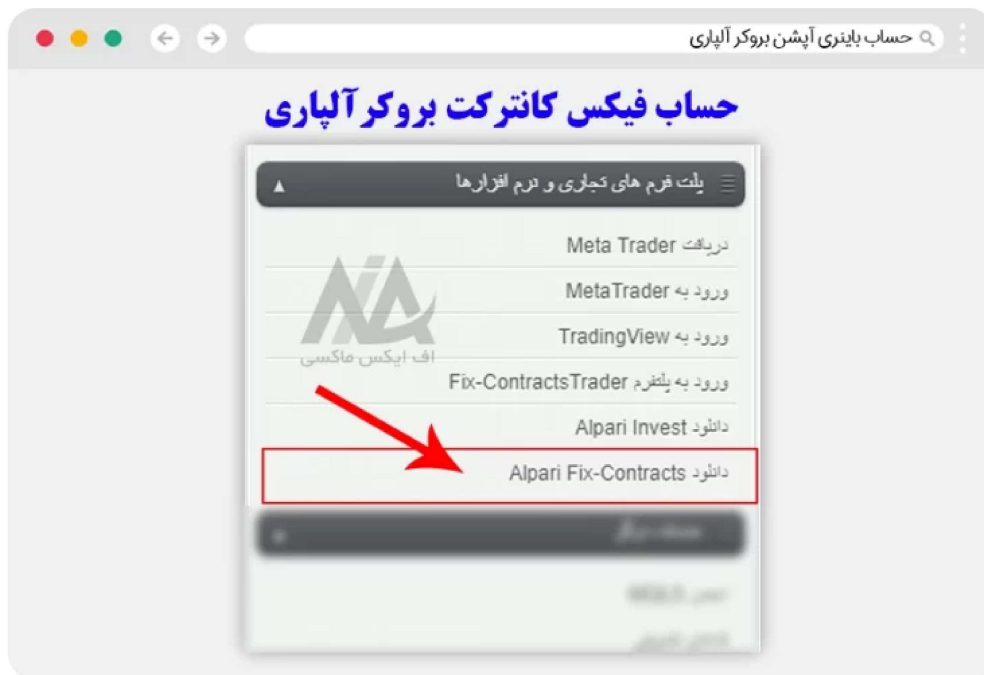 حساب باینری آپشن بروکر آلپاری
حساب فیکس کانترکت بروکر آلپاری
پلت فرم های تجاری و نرم افزارها
دریافت Meta Trader
ورود به MetaTrader
ورود به TradingView
اف ایکس ماکسی
ورود به پلتفرم Fix-ContractsTrader
دانلود Alpari Invest
دانلود Alpari Fix-Contracts